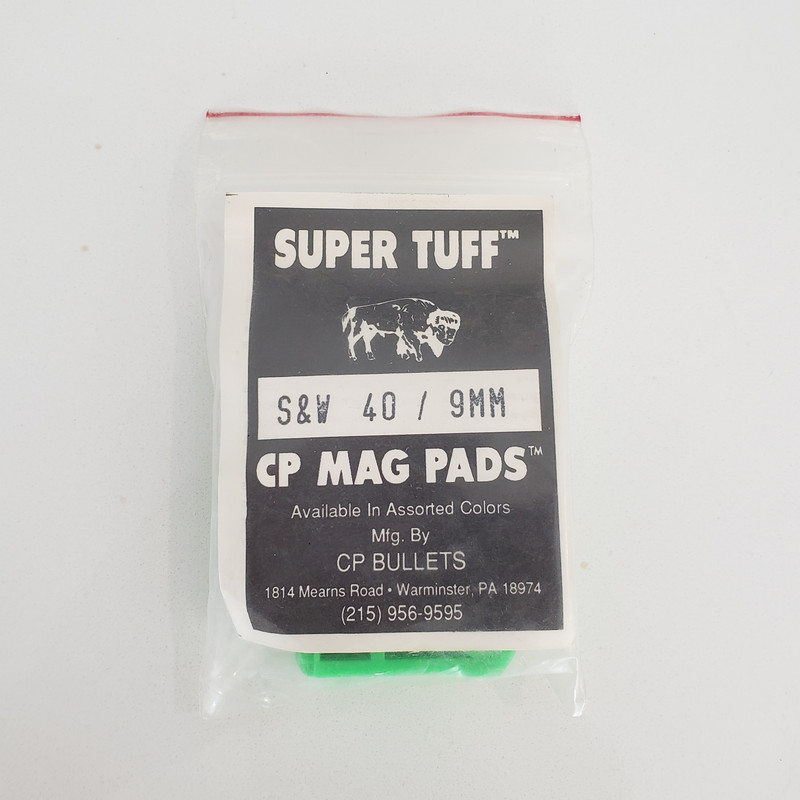 SUPER TUFF™
S&W 40 / 9MM
CP MAG PADS™
Available In Assorted Colors
Mfg. By
CP BULLETS
1814 Mearns Road • Warminster, PA 18974
(215) 956-9595